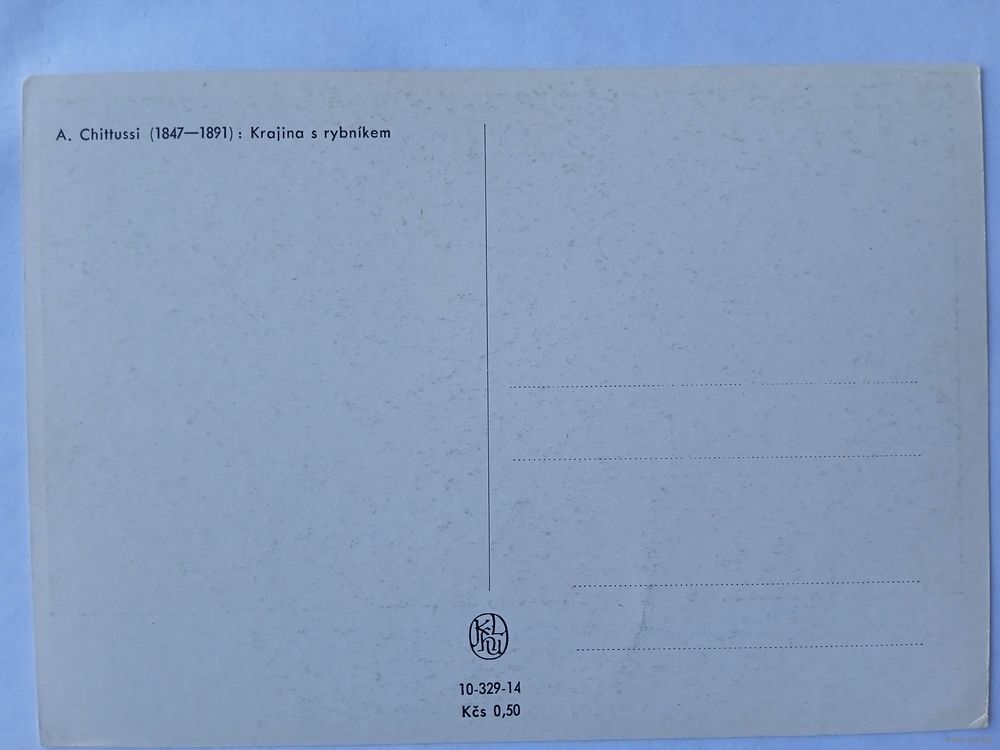 A. Chittussi (1847—1891): Krajina s rybníkem
10-329-14
Kčs 0,50